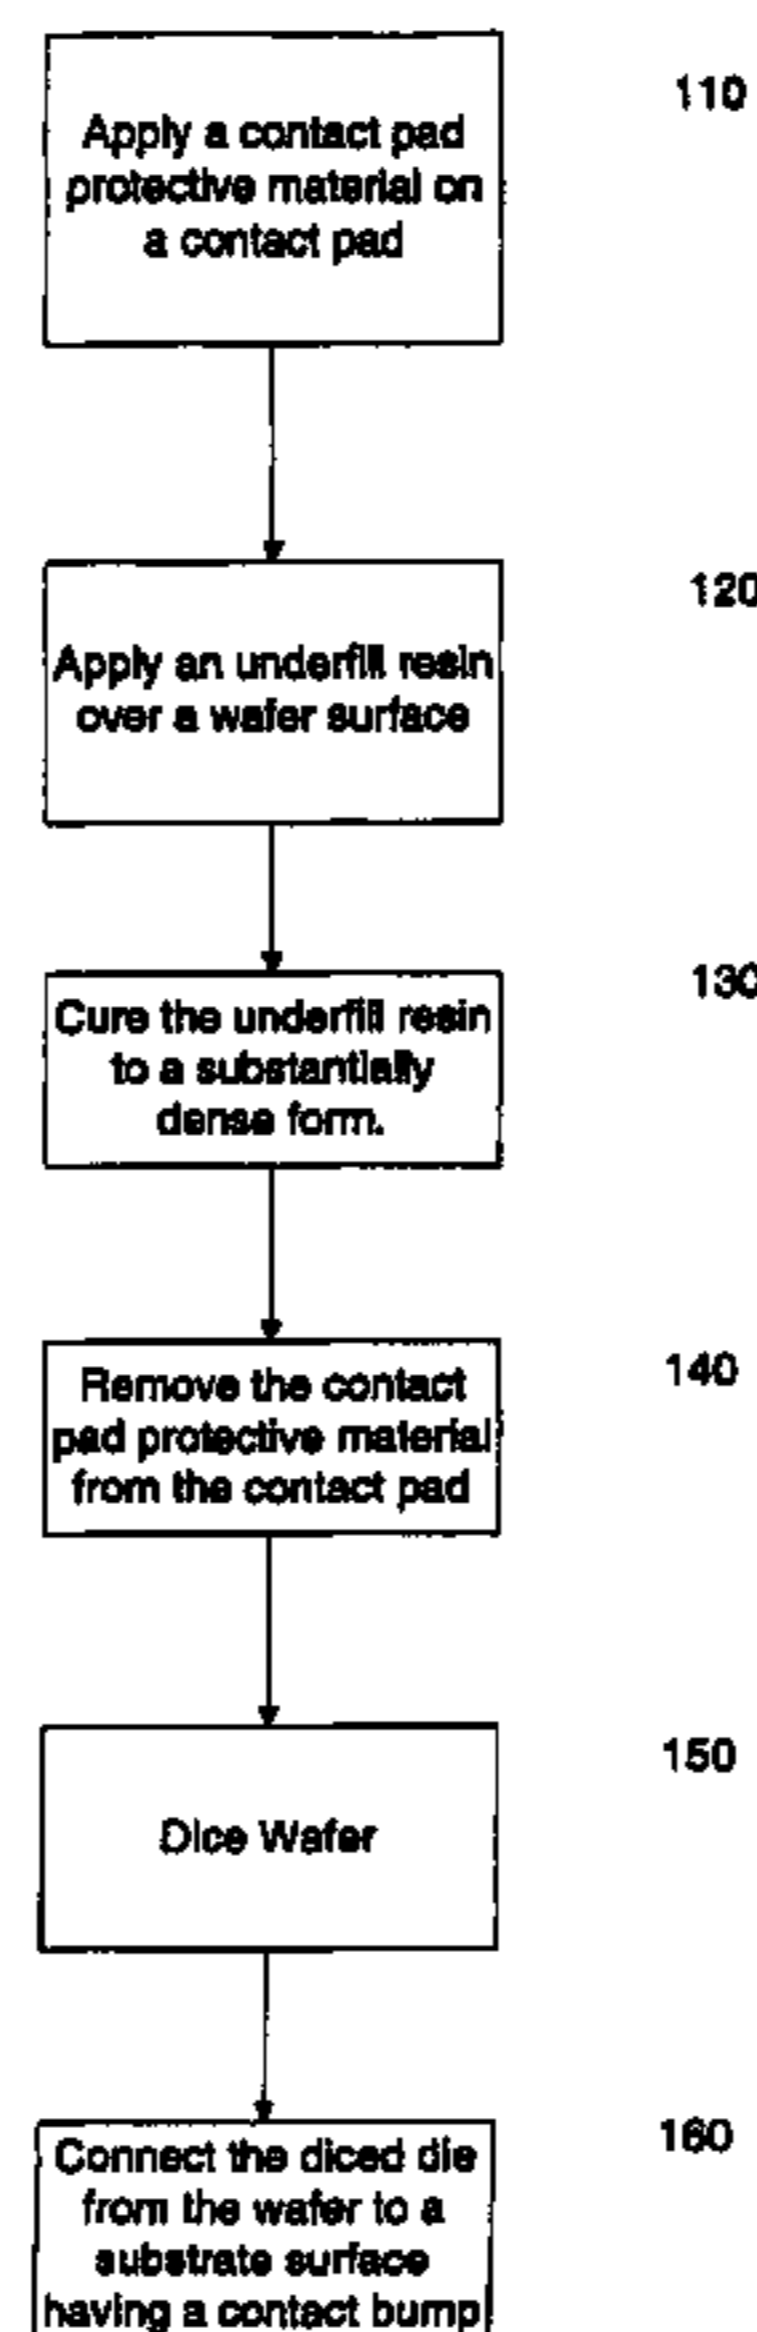 110
Apply a contact pad
protective material on
a contact pad
120
Apply an underfill resin
over a wafer surface
130
Cure the underfill resin
to a substantially
dense form.
140
Remove the contact
pad protective material
from the contact pad
150
Dice Wafer
160
Connect the diced die
from the wafer to a
substrate surface
having a contact bump